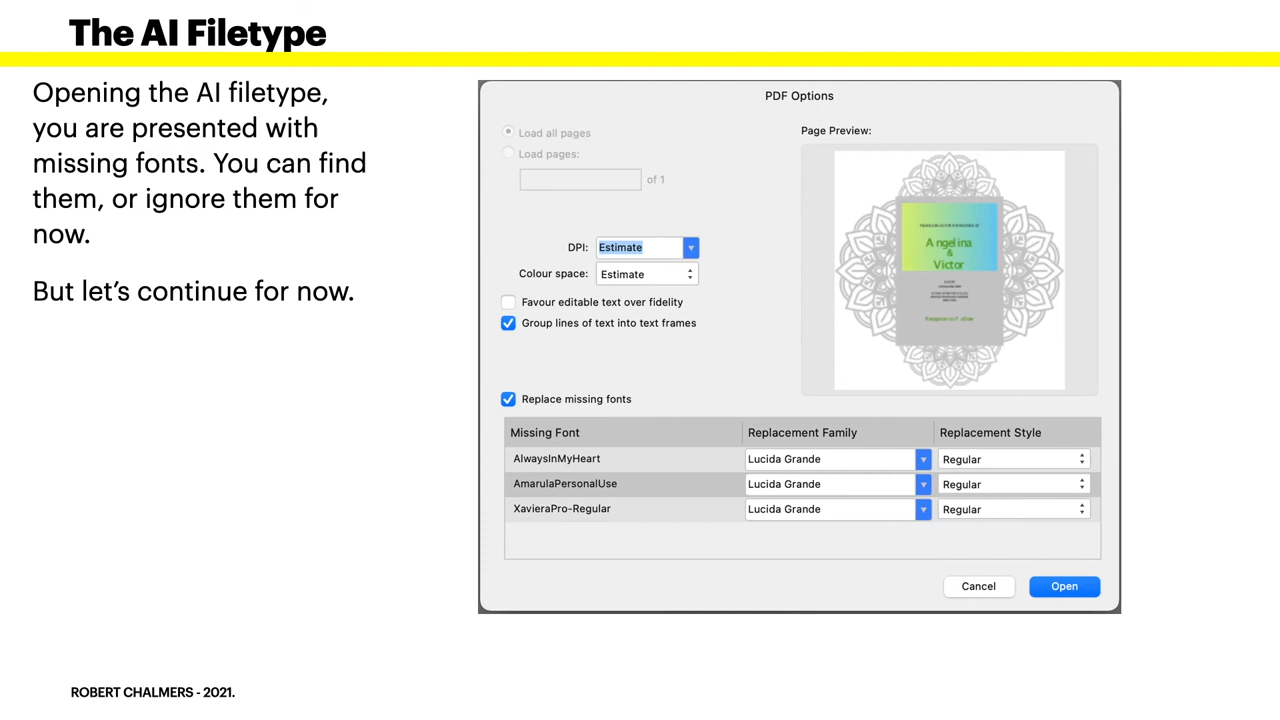 The AI Filetype
Opening the AI filetype,
you are presented with
missing fonts. You can find
them, or ignore them for
now.
But let’s continue for now.
PDF Options
Load all pages
Load pages:
of 1
DPI: Estimate
Colour space: Estimate
Favour editable text over fidelity
Group lines of text into text frames
Page Preview:
Angelina
&
Victor
Replace missing fonts
Missing Font Replacement Family Replacement Style
AlwaysInMyHeart Lucida Grande Regular
AmarulaPersonalUse Lucida Grande Regular
XavieraPro-Regular Lucida Grande Regular
Cancel Open
ROBERT CHALMERS - 2021.